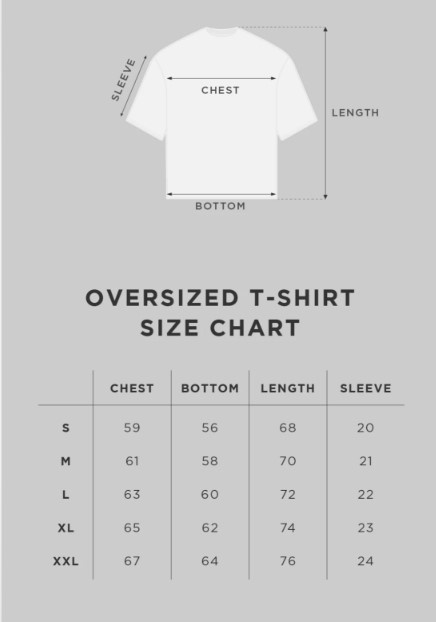 SLEEVE
CHEST
LENGTH
BOTTOM
OVERSIZED T-SHIRT
SIZE CHART
CHEST BOTTOM LENGTH SLEEVE
S 59 56 68 20
M 61 58 70 21
L 63 60 72 22
XL 65 62 74 23
XXL 67 64 76 24